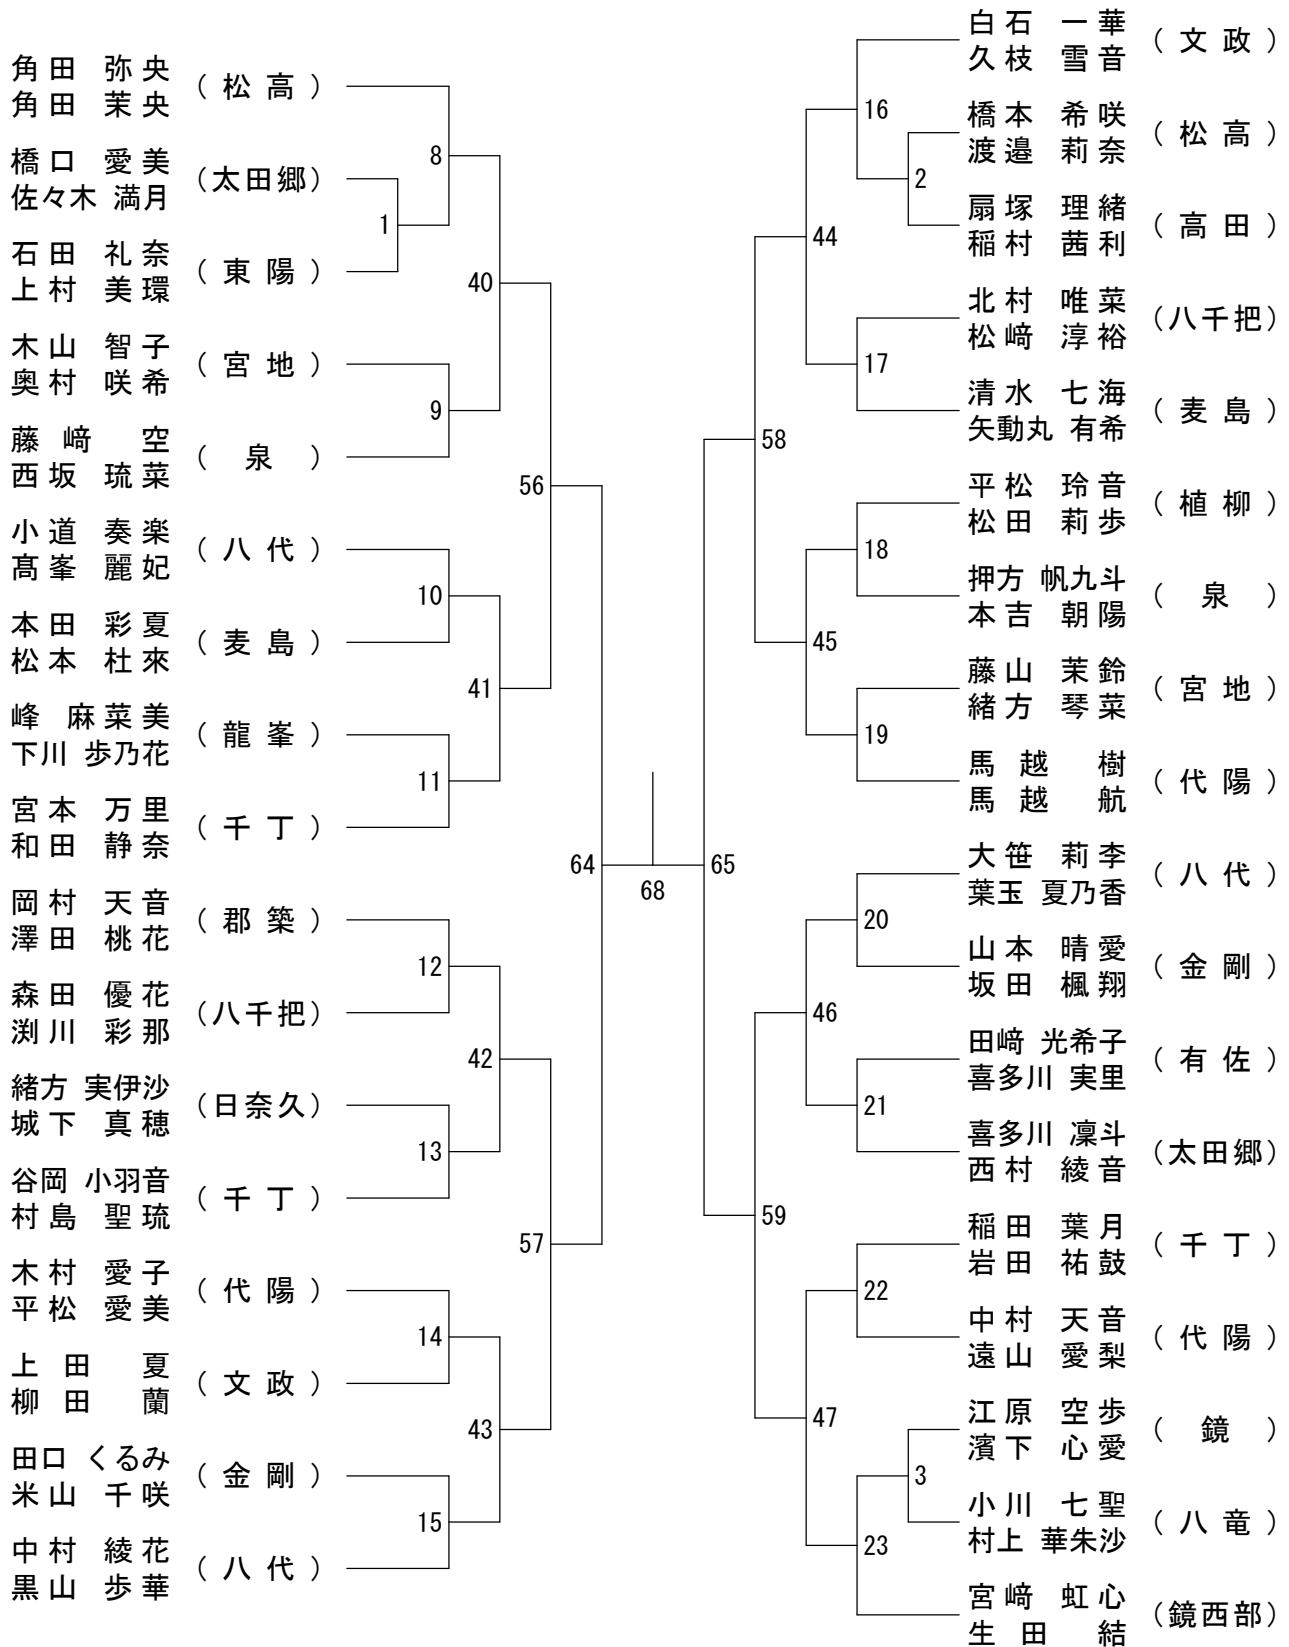 角田 弥央
角田 茉央
(松高)
橋口 愛美
佐々木 満月
(太田郷)
石田 礼奈
上村 美環
(東陽)
木山 智子
奥村 咲希
(宮地)
藤﨑 空
西坂 琉菜
(泉)
小道 奏楽
髙峯 麗妃
(八代)
本田 彩夏
松本 杜來
(麦島)
峰 麻菜美
下川 歩乃花
(龍峯)
宮本 万里
和田 静奈
(千丁)
岡村 天音
澤田 桃花
(郡築)
森田 優花
渕川 彩那
(八千把)
緒方 実伊沙
城下 真穂
(日奈久)
谷岡 小羽音
村島 聖琉
(千丁)
木村 愛子
平松 愛美
(代陽)
上田 夏
柳田 蘭
(文政)
田口 くるみ
米山 千咲
(金剛)
中村 綾花
黒山 歩華
(八代)
1
8
9
10
11
12
13
14
15
40
41
42
43
56
57
64
68
65
58
59
44
45
46
47
16
17
18
19
20
21
22
23
2
3
白石 一華
久枝 雪音
(文政)
橋本 希咲
渡邉 莉奈
(松高)
扇塚 理緒
稲村 茜利
(高田)
北村 唯菜
松﨑 淳裕
(八千把)
清水 七海
矢動丸 有希
(麦島)
平松 玲音
松田 莉歩
(植柳)
押方 帆九斗
本吉 朝陽
(泉)
藤山 茉鈴
緒方 琴菜
(宮地)
馬越 樹
馬越 航
(代陽)
大笹 莉李
葉玉 夏乃香
(八代)
山本 晴愛
坂田 楓翔
(金剛)
田﨑 光希子
喜多川 実里
(有佐)
喜多川 凜斗
西村 綾音
(太田郷)
稲田 葉月
岩田 祐鼓
(千丁)
中村 天音
遠山 愛梨
(代陽)
江原 空歩
濱下 心愛
(鏡)
小川 七聖
村上 華朱沙
(八竜)
宮﨑 虹心
生田 結
(鏡西部)